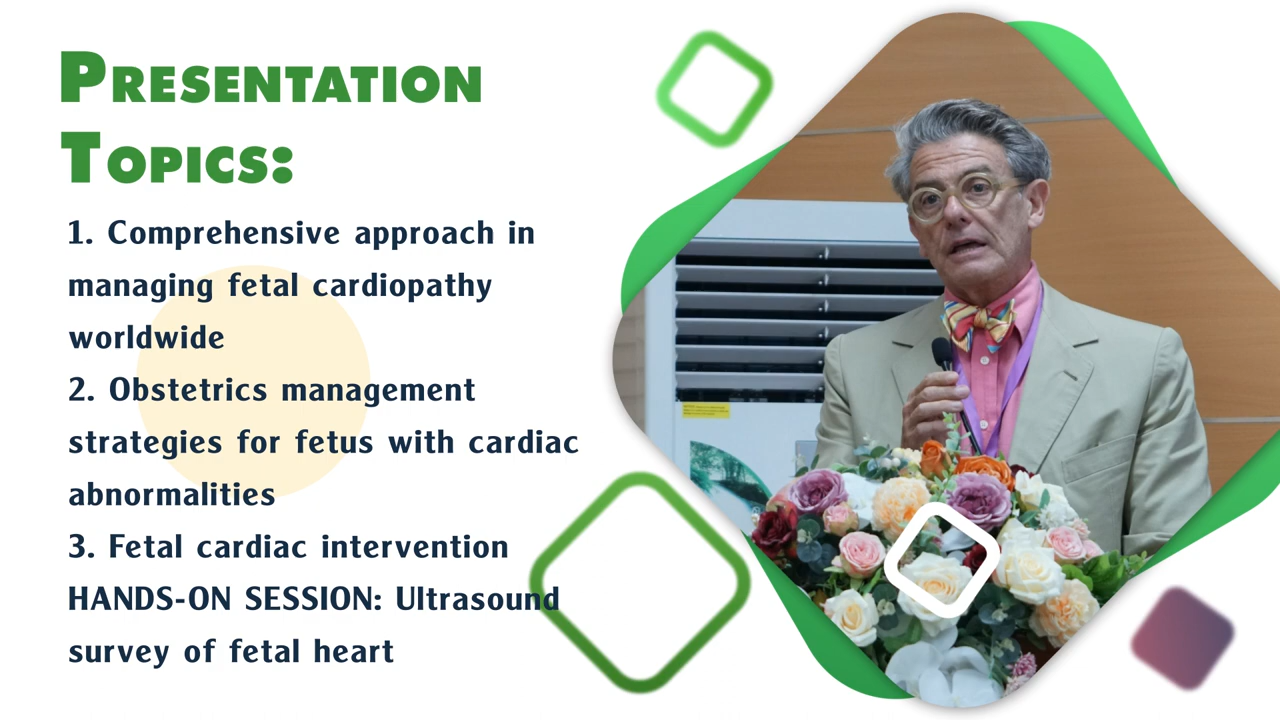 PRESENTATION
TOPICS:
1. Comprehensive approach in
managing fetal cardiopathy
worldwide
2. Obstetrics management
strategies for fetus with cardiac
abnormalities
3. Fetal cardiac intervention
HANDS-ON SESSION: Ultrasound
survey of fetal heart